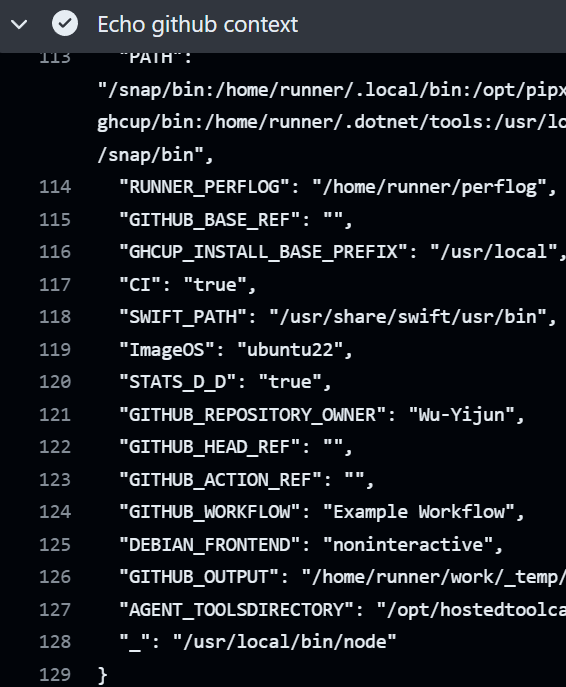 Echo github context
113 "PATH":
"/snap/bin:/home/runner/.local/bin:/opt/pipx
ghcup/bin:/home/runner/.dotnet/tools:/usr/lo
/snap/bin",
114 "RUNNER_PERFLOG": "/home/runner/perflog",
115 "GITHUB_BASE_REF": "",
116 "GHCUP_INSTALL_BASE_PREFIX": "/usr/local",
117 "CI": "true",
118 "SWIFT_PATH": "/usr/share/swift/usr/bin",
119 "ImageOS": "ubuntu22",
120 "STATS_D_D": "true",
121 "GITHUB_REPOSITORY_OWNER": "Wu-Yijun",
122 "GITHUB_HEAD_REF": "",
123 "GITHUB_ACTION_REF": "",
124 "GITHUB_WORKFLOW": "Example Workflow",
125 "DEBIAN_FRONTEND": "noninteractive",
126 "GITHUB_OUTPUT": "/home/runner/work/_temp/
127 "AGENT_TOOLSDIRECTORY": "/opt/hostedtoolca
128 "_": "/usr/local/bin/node"
129 }